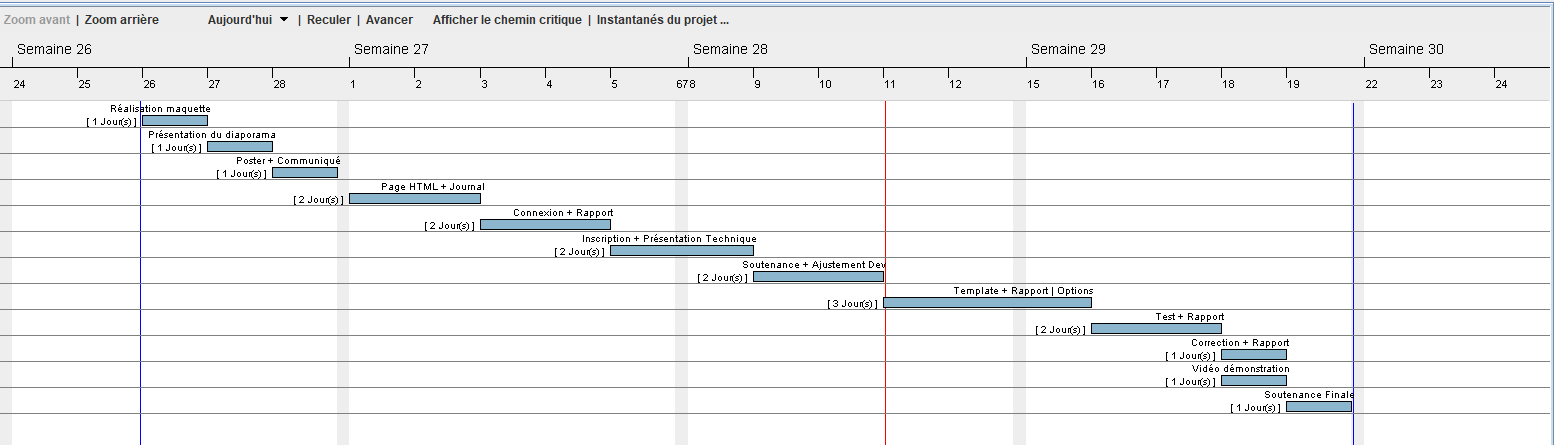 Zoom avant | Zoom arrière Aujourd'hui | Reculer | Avancer Afficher le chemin critique | Instantanés du projet ...
Semaine 26 Semaine 27 Semaine 28 Semaine 29 Semaine 30
24 25 26 27 28 1 2 3 4 5 678 9 10 11 12 15 16 17 18 19 22 23 24
Réalisation maquette
[ 1 Jour(s) ]
Présentation du diaporama
[ 1 Jour(s) ]
Poster + Communiqué
[ 1 Jour(s) ]
Page HTML + Journal
[ 2 Jour(s) ]
Connexion + Rapport
[ 2 Jour(s) ]
Inscription + Présentation Technique
[ 2 Jour(s) ]
Soutenance + Ajustement Dev
[ 2 Jour(s) ]
Template + Rapport | Options
[ 3 Jour(s) ]
Test + Rapport
[ 2 Jour(s) ]
Correction + Rapport
[ 1 Jour(s) ]
Vidéo démonstration
[ 1 Jour(s) ]
Soutenance Finale
[ 1 Jour(s) ]